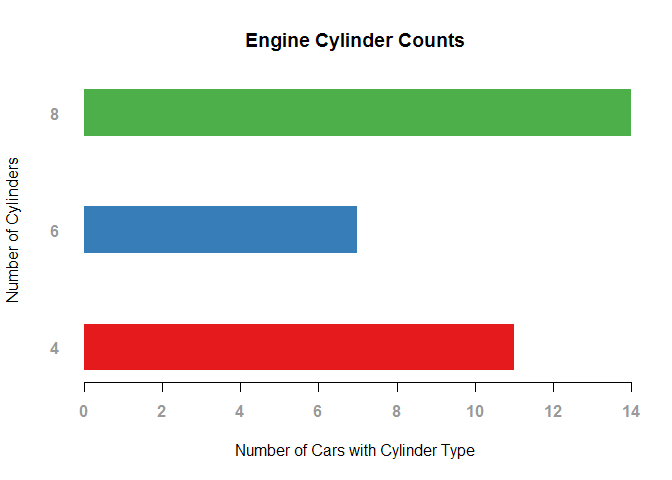 Engine Cylinder Counts
Number of Cylinders
8
6
4
0 2 4 6 8 10 12 14
Number of Cars with Cylinder Type